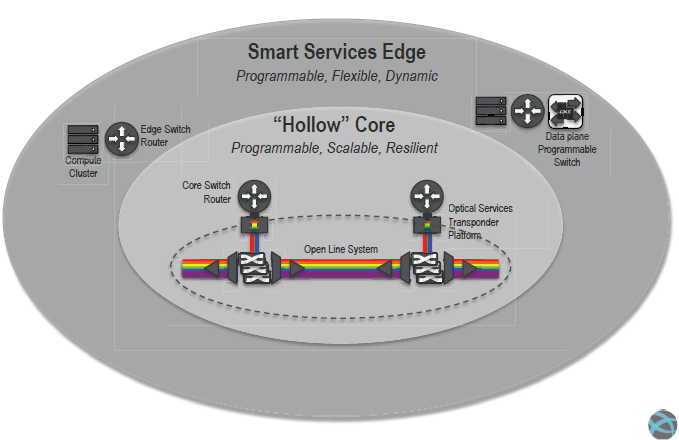 Smart Services Edge
Programmable, Flexible, Dynamic
Edge Switch
Router
Compute
Cluster
Data plane
Programmable
Switch
“Hollow” Core
Programmable, Scalable, Resilient
Core Switch
Router
Optical Services
Transponder
Platform
Open Line System